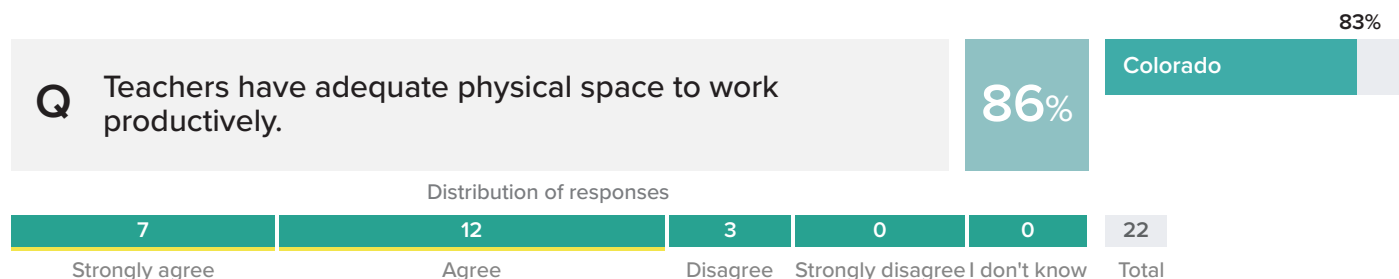 83%
Q
Teachers have adequate physical space to work
productively.
86%
Colorado
Distribution of responses
7 12 3 0 0 22
Strongly agree Agree Disagree Strongly disagree I don't know Total